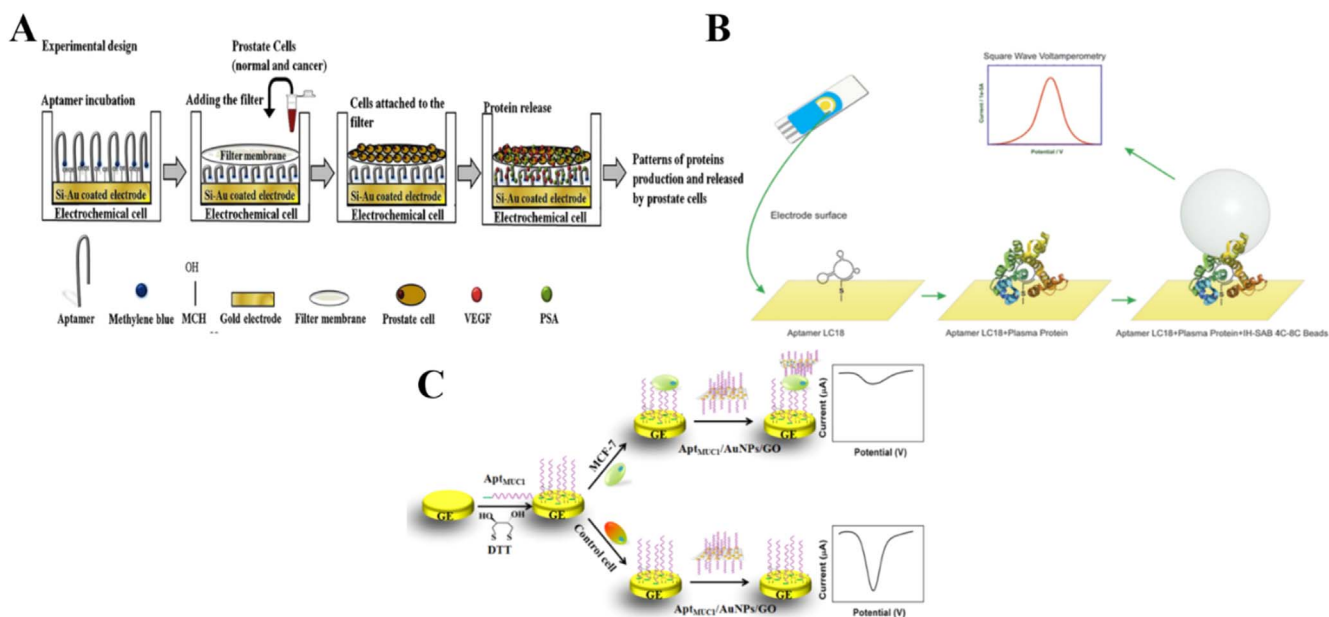 A
Experimental design
Prostate Cells
(normal and cancer)
Aptamer incubation
Adding the filter
Cells attached to the
filter
Protein release
Filter membrane
Si-Au coated electrode
Electrochemical cell
Si-Au coated electrode
Electrochemical cell
Si-Au coated electrode
Electrochemical cell
Si-Au coated electrode
Electrochemical cell
Patterns of proteins
production and released
by prostate cells
OH
Aptamer
Methylene blue
MCH
Gold electrode
Filter membrane
Prostate cell
VEGF
PSA
B
Square Wave Voltamperometry
Potential / V
Electrode surface
S
S
S
Aptamer LC18
Aptamer LC18+Plasma Protein
Aptamer LC18+Plasma Protein+IH-SAB 4C-8C Beads
C
GE
AptMUC1
HO
OH
S
S
DTT
GE
MCF-7
Control cell
GE
AptMUC1/AuNPs/GO
GE
Current (µA)
Potential (V)
GE
AptMUC1/AuNPs/GO
GE
Current (µA)
Potential (V)